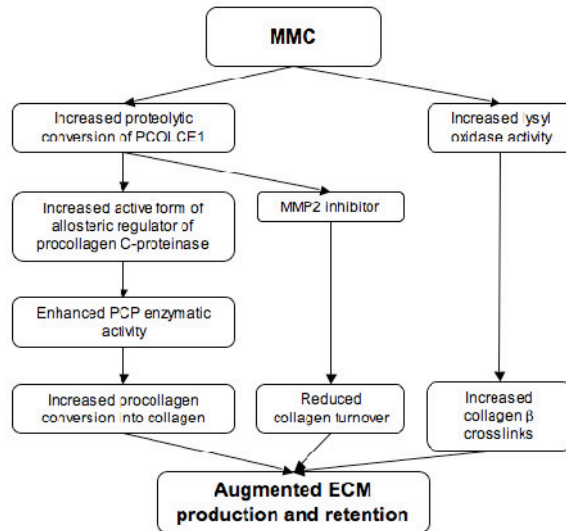 MMC
Increased proteolytic
conversion of PCOLCE1
Increased lysyl
oxidase activity
Increased active form of
allosteric regulator of
procollagen C-proteinase
MMP2 inhibitor
Enhanced PCP enzymatic
activity
Increased procollagen
conversion into collagen
Reduced
collagen turnover
Increased
collagen β
crosslinks
Augmented ECM
production and retention